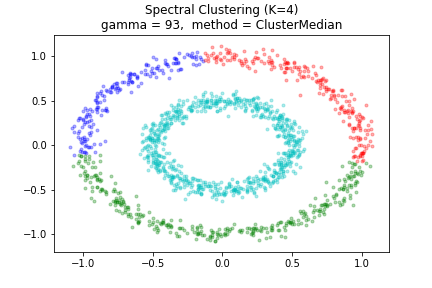 Spectral Clustering (K=4)
gamma = 93,  method = ClusterMedian
1.0
0.5
0.0
−0.5
−1.0
−1.0 −0.5 0.0 0.5 1.0